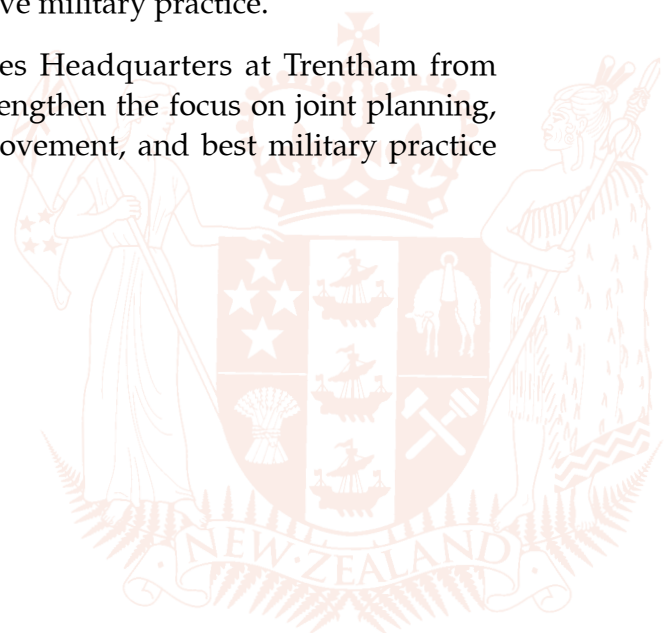 ve military practice.
es Headquarters at Trentham from
engthen the focus on joint planning,
ovement, and best military practice
NEW·ZEALAND